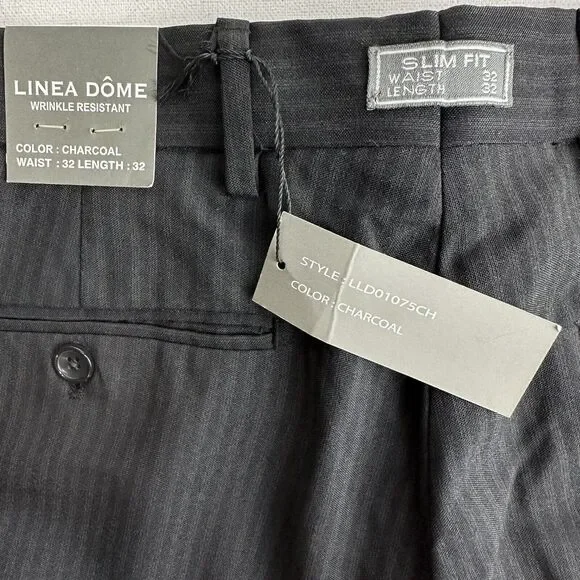 LINEA DÔME
WRINKLE RESISTANT
COLOR : CHARCOAL
WAIST : 32 LENGTH : 32
SLIM FIT
WAIST 32
LENGTH 32
STYLE : LLD01075CH
COLOR : CHARCOAL